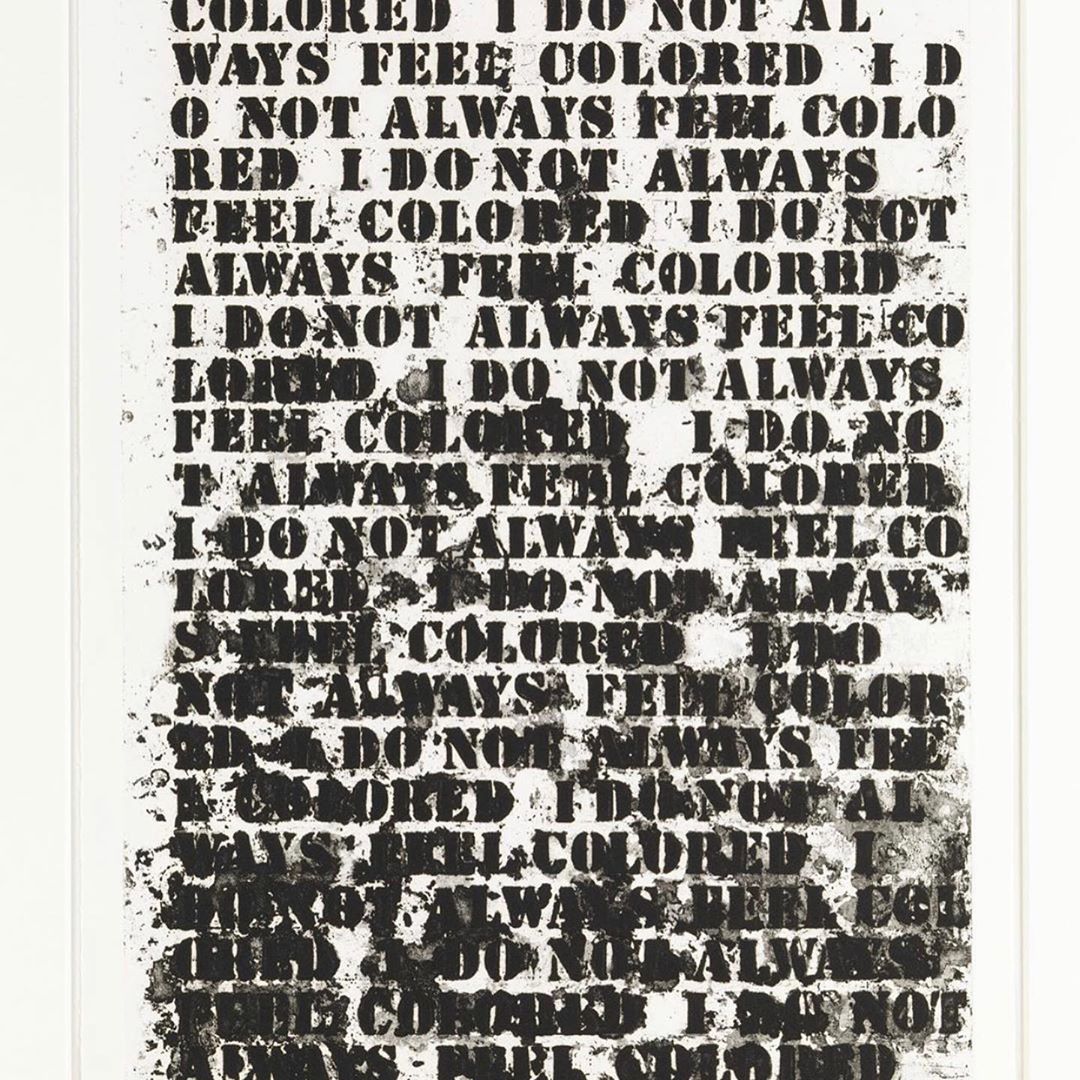 COLORED I DO NOT AL
WAYS FEEL COLORED I D
O NOT ALWAYS FEEL COLO
RED I DO NOT ALWAYS
FEEL COLORED I DO NOT
ALWAYS FEEL COLORED
I DO NOT ALWAYS FEEL CO
LORED I DO NOT ALWAYS
FEEL COLORED I DO NO
T ALWAYS FEEL COLORED
I DO NOT ALWAYS FEEL CO
LORED I DO NOT ALWAY
S FEEL COLORED I DO
NOT ALWAYS FEEL COLOR
ED I DO NOT ALWAYS FEE
L COLORED I DO NOT AL
WAYS FEEL COLORED I
DO NOT ALWAYS FEEL COL
ORED I DO NOT ALWAYS
FEEL COLORED I DO NOT
ALWAYS FEEL COLORED